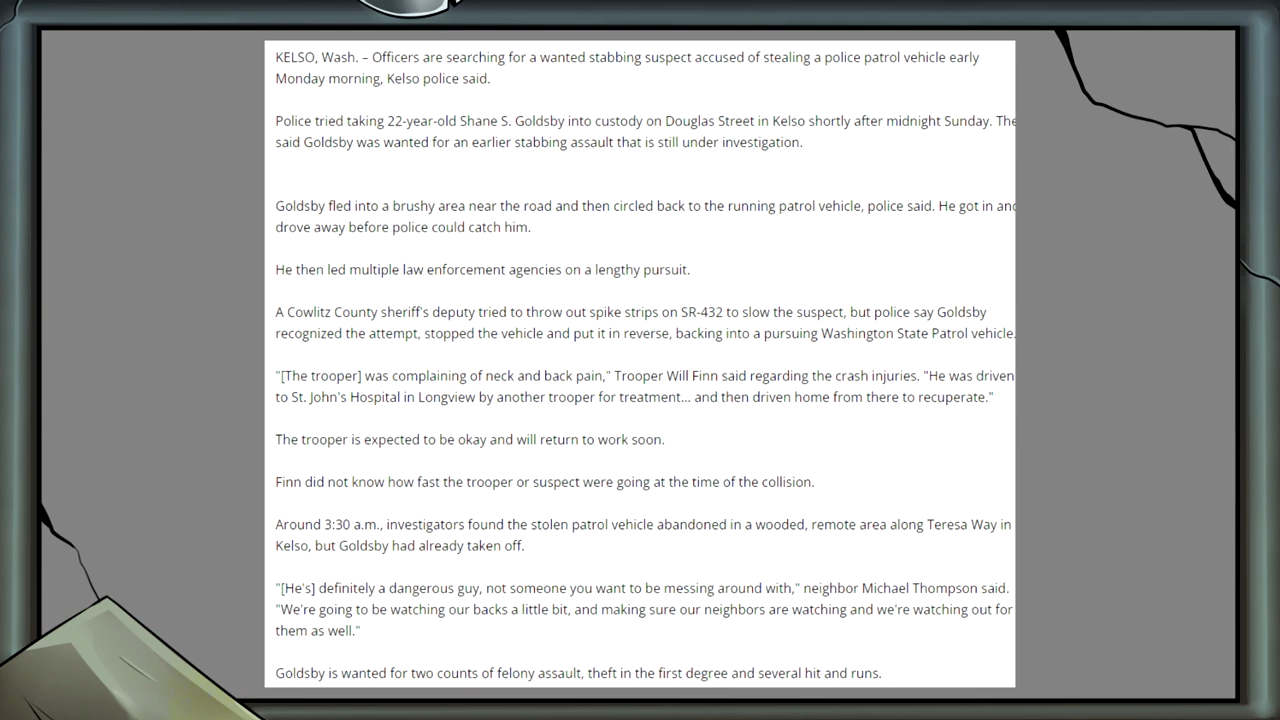 KELSO, Wash. – Officers are searching for a wanted stabbing suspect accused of stealing a police patrol vehicle early
Monday morning, Kelso police said.
Police tried taking 22-year-old Shane S. Goldsby into custody on Douglas Street in Kelso shortly after midnight Sunday. The
said Goldsby was wanted for an earlier stabbing assault that is still under investigation.
Goldsby fled into a brushy area near the road and then circled back to the running patrol vehicle, police said. He got in and
drove away before police could catch him.
He then led multiple law enforcement agencies on a lengthy pursuit.
A Cowlitz County sheriff's deputy tried to throw out spike strips on SR-432 to slow the suspect, but police say Goldsby
recognized the attempt, stopped the vehicle and put it in reverse, backing into a pursuing Washington State Patrol vehicle.
"[The trooper] was complaining of neck and back pain," Trooper Will Finn said regarding the crash injuries. "He was driven
to St. John's Hospital in Longview by another trooper for treatment... and then driven home from there to recuperate."
The trooper is expected to be okay and will return to work soon.
Finn did not know how fast the trooper or suspect were going at the time of the collision.
Around 3:30 a.m., investigators found the stolen patrol vehicle abandoned in a wooded, remote area along Teresa Way in
Kelso, but Goldsby had already taken off.
"[He's] definitely a dangerous guy, not someone you want to be messing around with," neighbor Michael Thompson said.
"We're going to be watching our backs a little bit, and making sure our neighbors are watching and we're watching out for
them as well."
Goldsby is wanted for two counts of felony assault, theft in the first degree and several hit and runs.